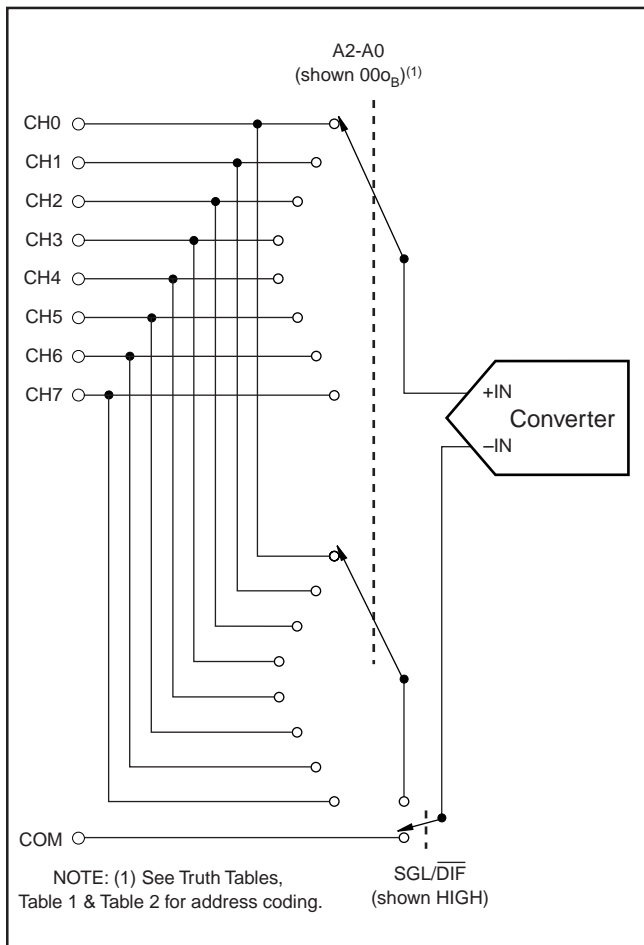 A2-A0
(shown 00oB)(1)
CH0
CH1
CH2
CH3
CH4
CH5
CH6
CH7
+IN
Converter
–IN
COM
SGL/DIF
(shown HIGH)
NOTE: (1) See Truth Tables,
Table 1 & Table 2 for address coding.